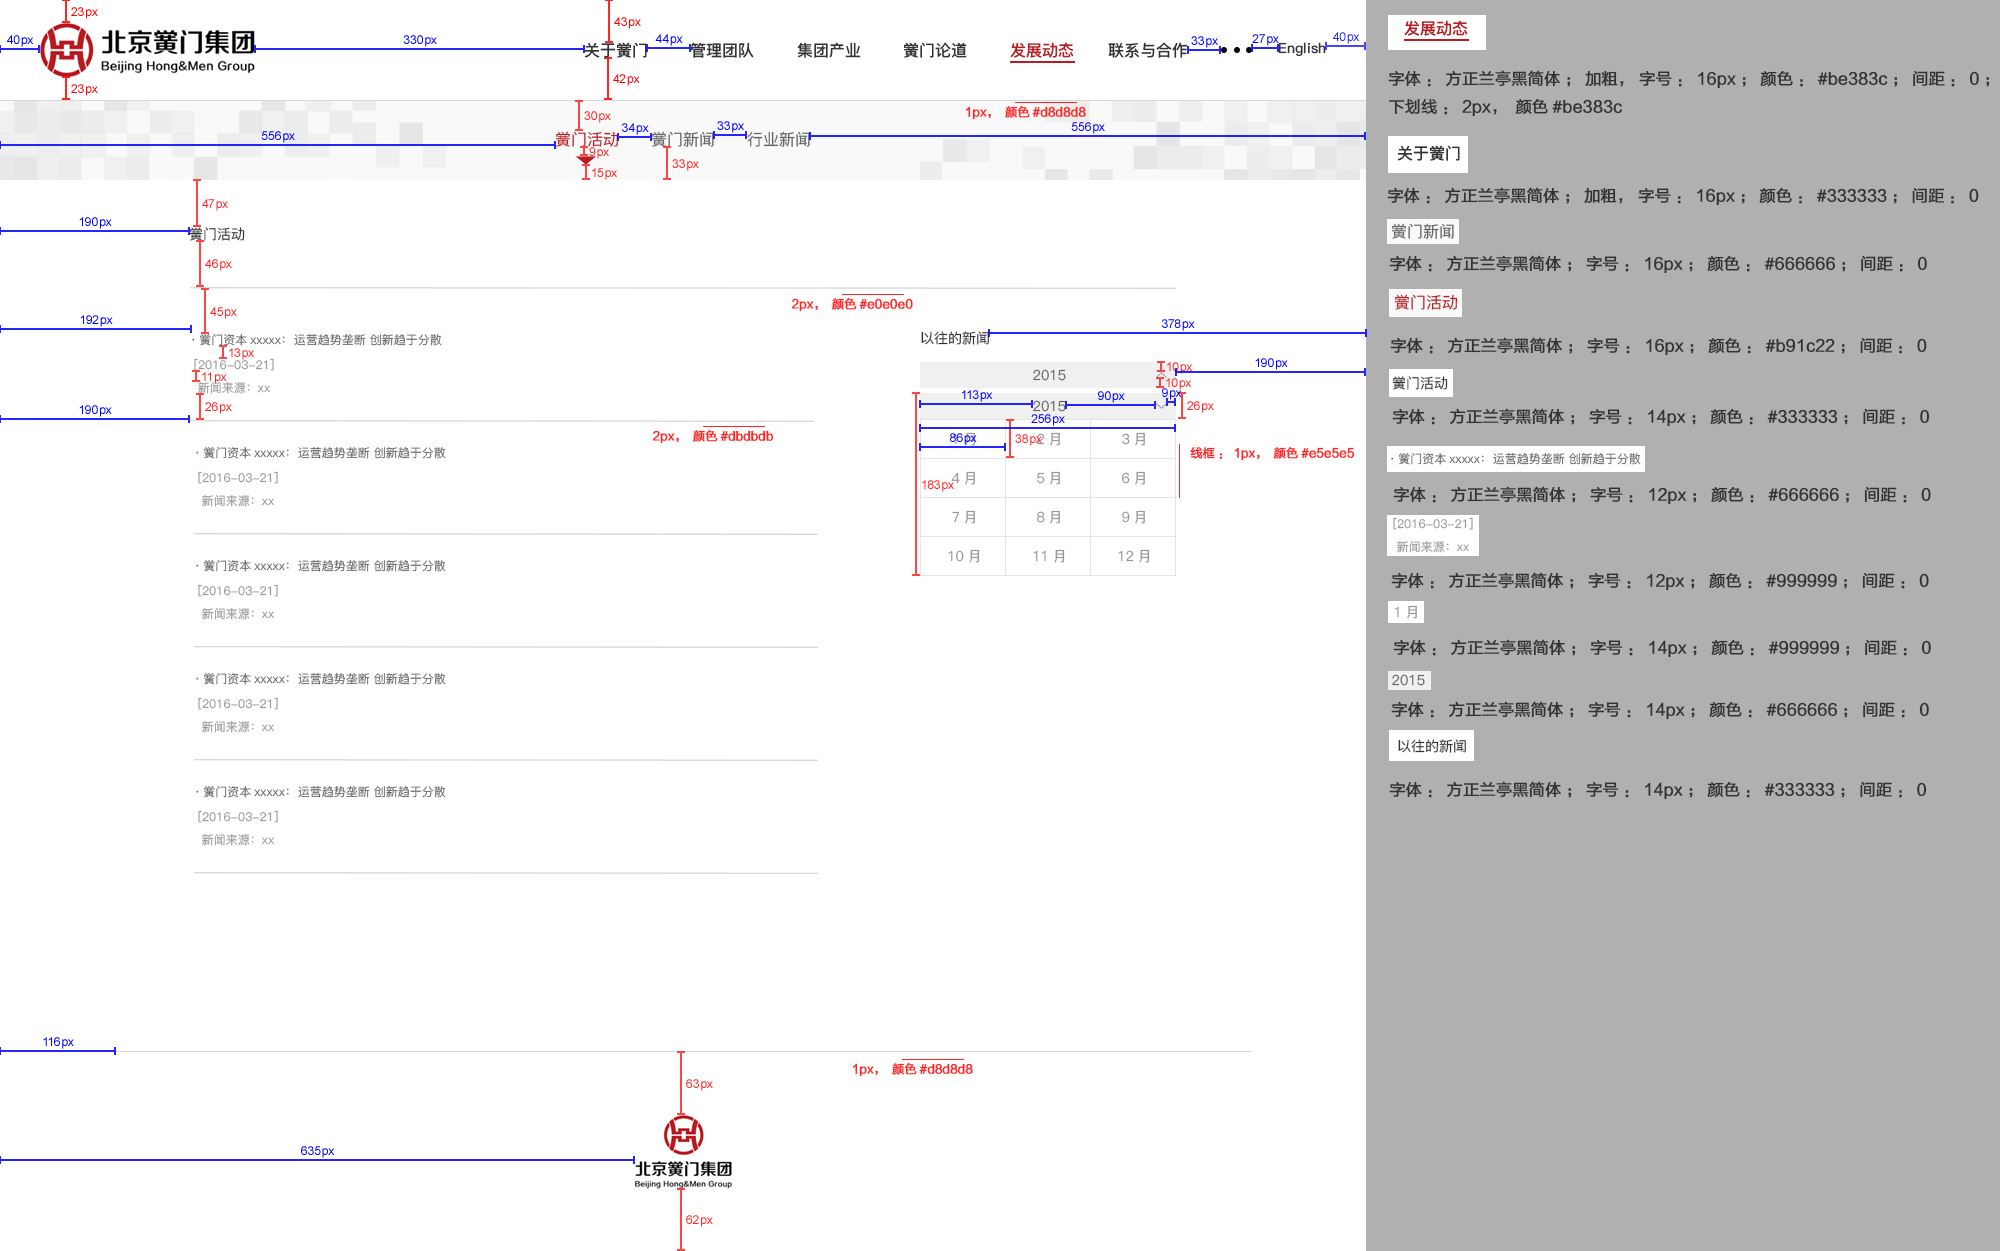 23px
43px
40px
330px
44px
33px
27px
40px
北京黉门集团
Beijing Hong&Men Group
关于黉门
管理团队
集团产业
黉门论道
发展动态
联系与合作
English
23px
42px
1px， 颜色 #d8d8d8
30px
556px
34px
33px
556px
黉门活动
黉门新闻
行业新闻
9px
15px
33px
47px
190px
黉门活动
46px
2px， 颜色 #e0e0e0
45px
192px
· 黉门资本 xxxxx：运营趋势垄断 创新趋于分散
13px
[2016-03-21]
11px
新闻来源：xx
26px
190px
2px， 颜色 #dbdbdb
· 黉门资本 xxxxx：运营趋势垄断 创新趋于分散
[2016-03-21]
新闻来源：xx
· 黉门资本 xxxxx：运营趋势垄断 创新趋于分散
[2016-03-21]
新闻来源：xx
· 黉门资本 xxxxx：运营趋势垄断 创新趋于分散
[2016-03-21]
新闻来源：xx
· 黉门资本 xxxxx：运营趋势垄断 创新趋于分散
[2016-03-21]
新闻来源：xx
以往的新闻
378px
2015
10px
10px
190px
113px
2015
90px
9px
26px
256px
86px
38px
1 月
2 月
3 月
线框 ； 1px， 颜色 #e5e5e5
183px
4 月
5 月
6 月
7 月
8 月
9 月
10 月
11 月
12 月
116px
1px， 颜色 #d8d8d8
63px
635px
北京黉门集团
Beijing Hong&Men Group
62px
发展动态
字体 ： 方正兰亭黑简体 ； 加粗， 字号 ： 16px ； 颜色 ： #be383c ； 间距 ： 0 ；
下划线 ： 2px， 颜色 #be383c
关于黉门
字体 ： 方正兰亭黑简体 ； 加粗， 字号 ： 16px ； 颜色 ： #333333 ； 间距 ： 0
黉门新闻
字体 ： 方正兰亭黑简体 ； 字号 ： 16px ； 颜色 ： #666666 ； 间距 ： 0
黉门活动
字体 ： 方正兰亭黑简体 ； 字号 ： 16px ； 颜色 ： #b91c22 ； 间距 ： 0
黉门活动
字体 ： 方正兰亭黑简体 ； 字号 ： 14px ； 颜色 ： #333333 ； 间距 ： 0
· 黉门资本 xxxxx：运营趋势垄断 创新趋于分散
字体 ： 方正兰亭黑简体 ； 字号 ： 12px ； 颜色 ： #666666 ； 间距 ： 0
[2016-03-21]
新闻来源：xx
字体 ： 方正兰亭黑简体 ； 字号 ： 12px ； 颜色 ： #999999 ； 间距 ： 0
1 月
字体 ： 方正兰亭黑简体 ； 字号 ： 14px ； 颜色 ： #999999 ； 间距 ： 0
2015
字体 ： 方正兰亭黑简体 ； 字号 ： 14px ； 颜色 ： #666666 ； 间距 ： 0
以往的新闻
字体 ： 方正兰亭黑简体 ； 字号 ： 14px ； 颜色 ： #333333 ； 间距 ： 0